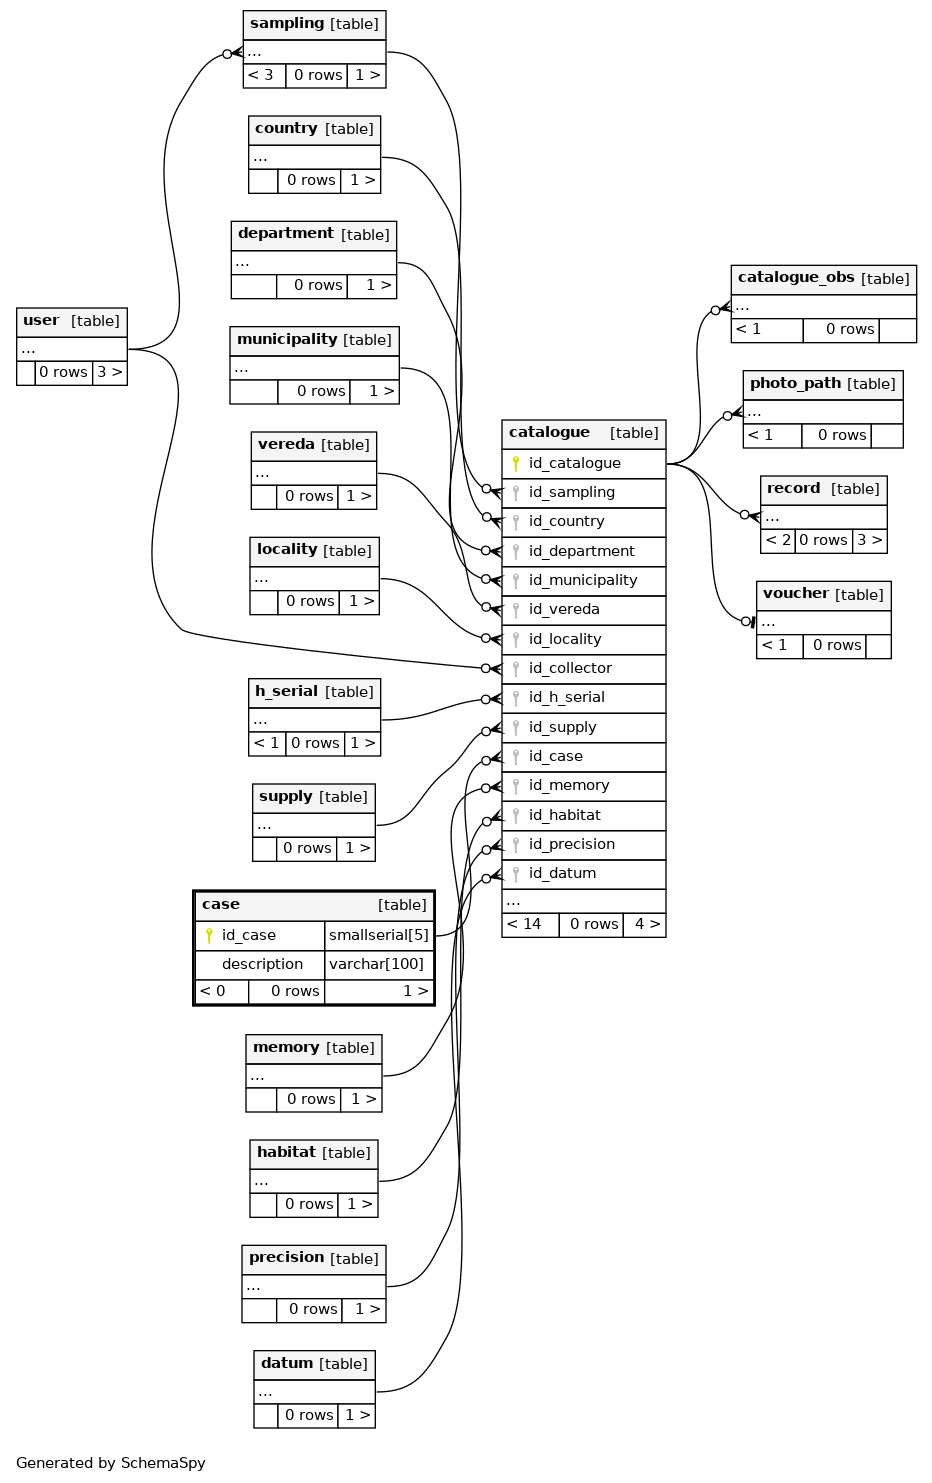 sampling [table]
...
< 3 0 rows 1 >
country [table]
...
0 rows 1 >
department [table]
...
0 rows 1 >
municipality [table]
...
0 rows 1 >
vereda [table]
...
0 rows 1 >
locality [table]
...
0 rows 1 >
user [table]
...
0 rows 3 >
h_serial [table]
...
< 1 0 rows 1 >
supply [table]
...
0 rows 1 >
case [table]
id_case smallserial[5]
description varchar[100]
< 0 0 rows 1 >
memory [table]
...
0 rows 1 >
habitat [table]
...
0 rows 1 >
precision [table]
...
0 rows 1 >
datum [table]
...
0 rows 1 >
catalogue [table]
id_catalogue
id_sampling
id_country
id_department
id_municipality
id_vereda
id_locality
id_collector
id_h_serial
id_supply
id_case
id_memory
id_habitat
id_precision
id_datum
...
< 14 0 rows 4 >
catalogue_obs [table]
...
< 1 0 rows
photo_path [table]
...
< 1 0 rows
record [table]
...
< 2 0 rows 3 >
voucher [table]
...
< 1 0 rows
Generated by SchemaSpy